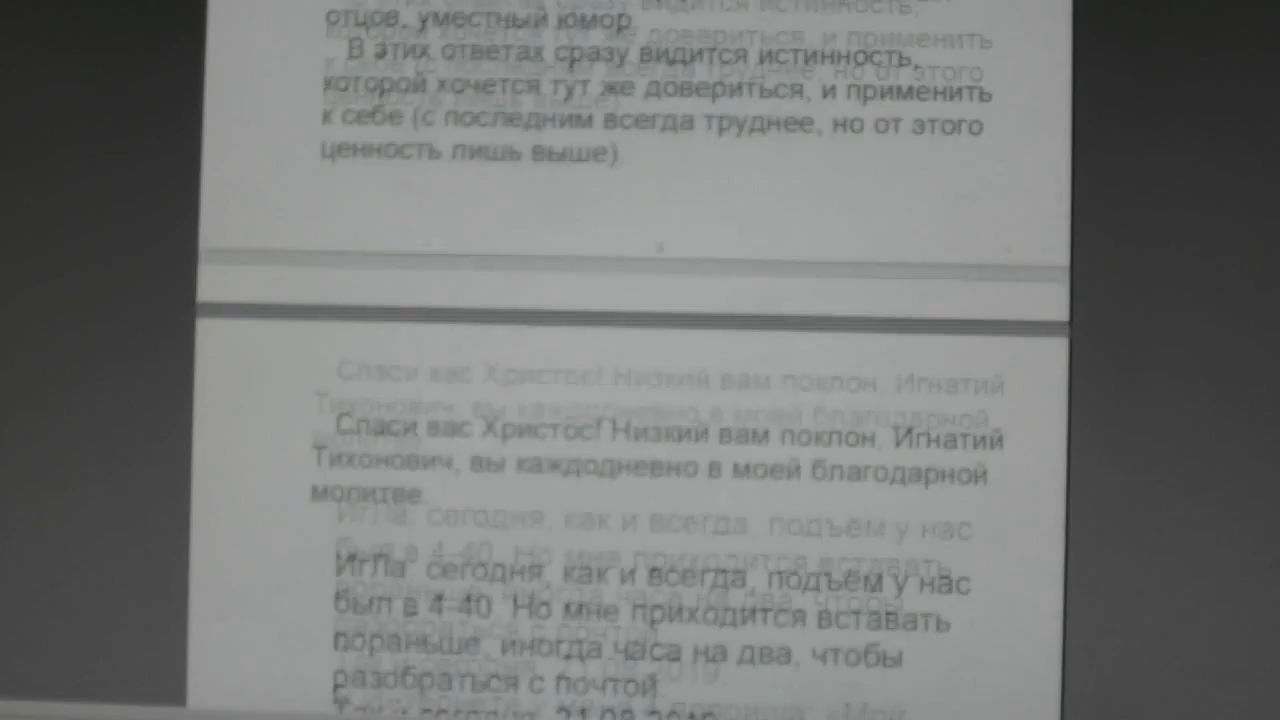 отцов, уместный юмор.
В этих ответах сразу видится истинность,
которой хочется тут же довериться, и применить
к себе (с последним всегда труднее, но от этого
ценность лишь выше)
Спаси вас Христос! Низкий вам поклон, Игнатий
Тихонович, вы каждодневно в моей благодарной
молитве.
ИгЛа: сегодня, как и всегда, подъём у нас
был в 4-40. Но мне приходится вставать
пораньше, иногда часа на два, чтобы
разобраться с почтой.